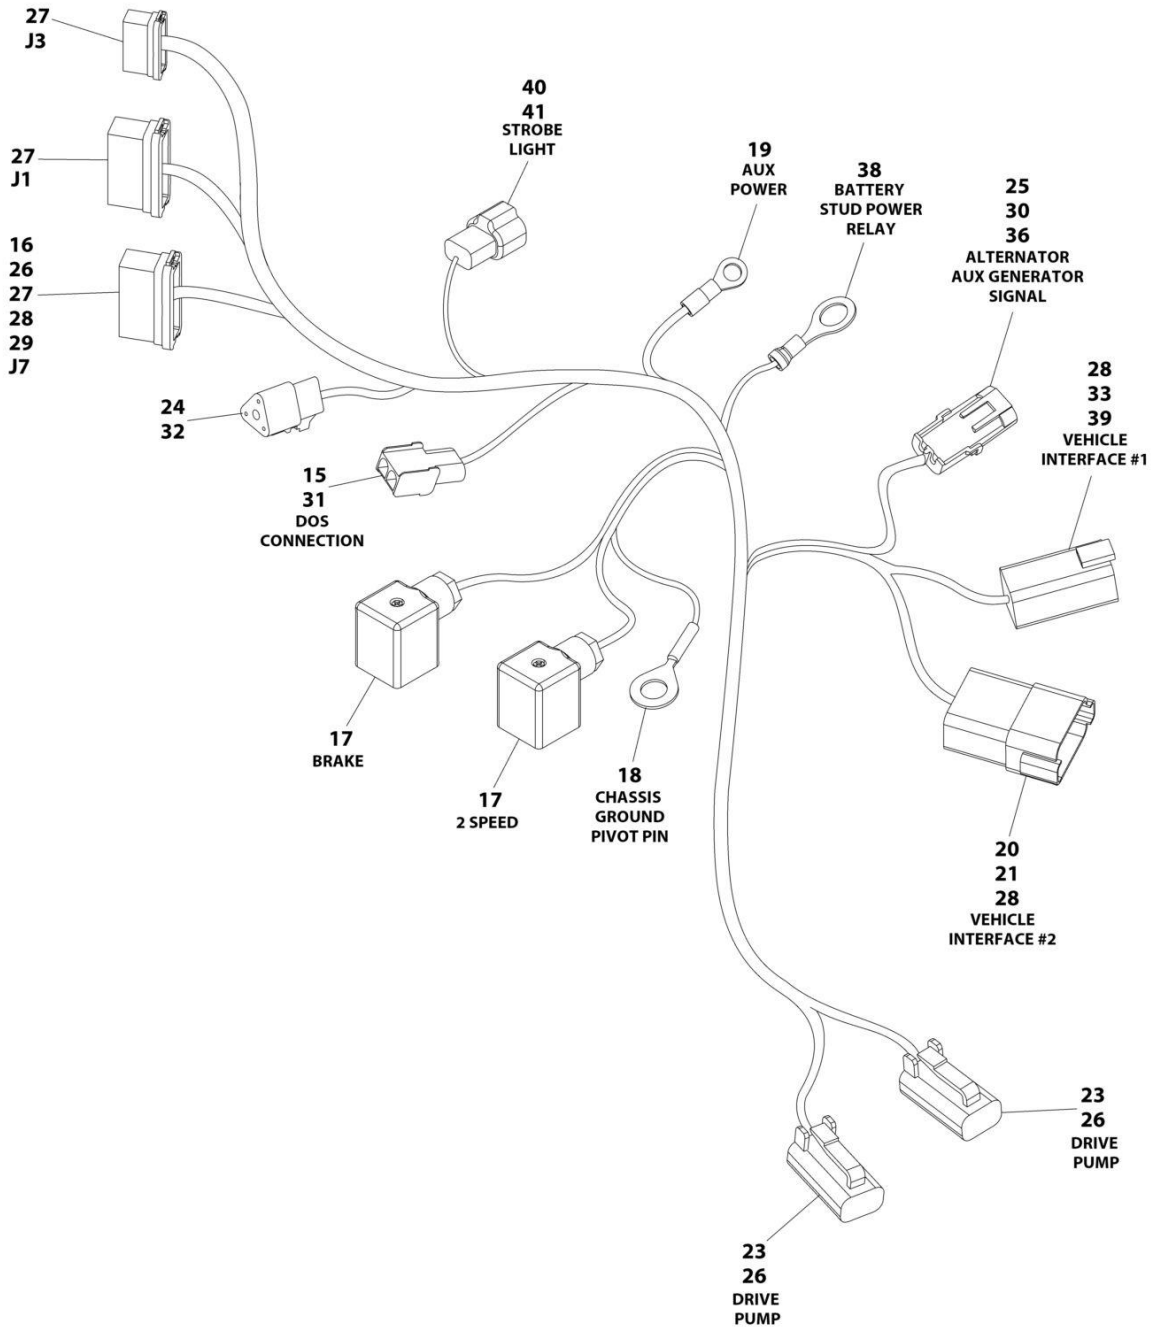 27
J3
27
J1
16
26
27
28
29
J7
40
41
STROBE
LIGHT
19
AUX
POWER
38
BATTERY
STUD POWER
RELAY
25
30
36
ALTERNATOR
AUX GENERATOR
SIGNAL
28
33
39
VEHICLE
INTERFACE #1
24
32
15
31
DOS
CONNECTION
17
BRAKE
17
2 SPEED
18
CHASSIS
GROUND
PIVOT PIN
20
21
28
VEHICLE
INTERFACE #2
23
26
DRIVE
PUMP
23
26
DRIVE
PUMP